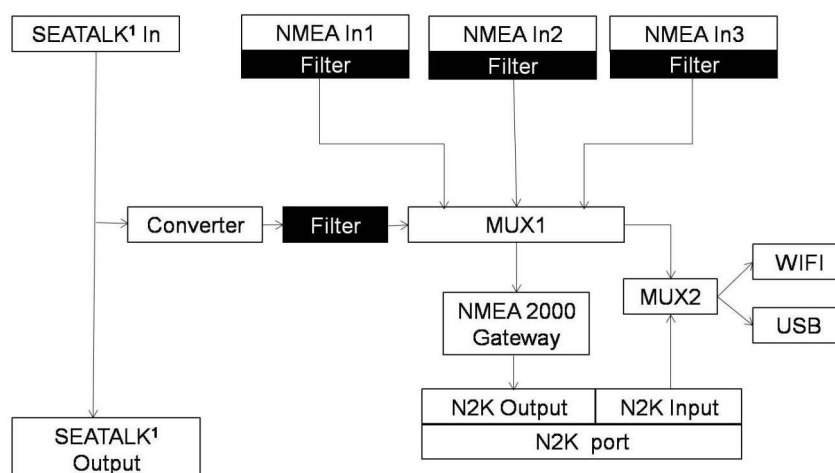 SEATALK¹ In
NMEA In1
NMEA In2
NMEA In3
Filter
Filter
Filter
Converter
Filter
MUX1
WIFI
MUX2
USB
NMEA 2000
Gateway
N2K Output
N2K Input
N2K port
SEATALK¹
Output